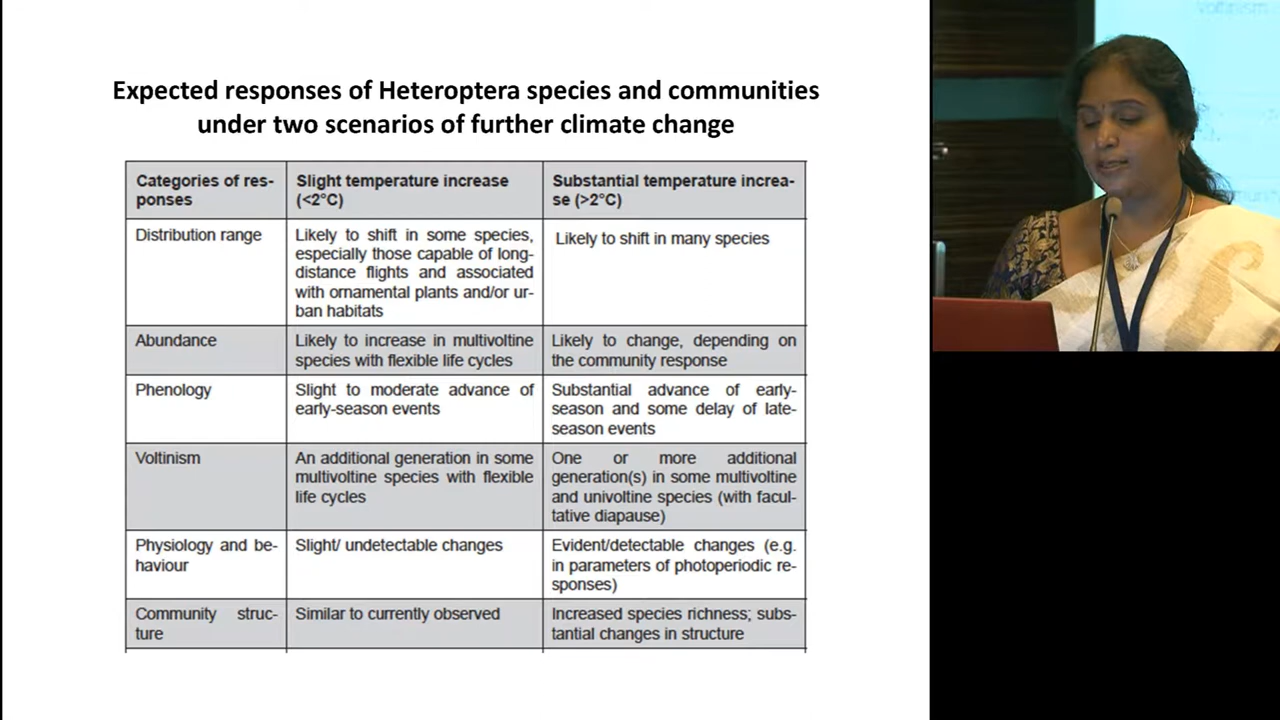 Expected responses of Heteroptera species and communities
under two scenarios of further climate change
Categories of res-
ponses
Slight temperature increase
(<2°C)
Substantial temperature increa-
se (>2°C)
Distribution range
Likely to shift in some species,
especially those capable of long-
distance flights and associated
with ornamental plants and/or ur-
ban habitats
Likely to shift in many species
Abundance
Likely to increase in multivoltine
species with flexible life cycles
Likely to change, depending on
the community response
Phenology
Slight to moderate advance of
early-season events
Substantial advance of early-
season and some delay of late-
season events
Voltinism
An additional generation in some
multivoltine species with flexible
life cycles
One or more additional
generation(s) in some multivoltine
and univoltine species (with facul-
tative diapause)
Physiology and be-
haviour
Slight/ undetectable changes
Evident/detectable changes (e.g.
in parameters of photoperiodic re-
sponses)
Community struc-
ture
Similar to currently observed
Increased species richness; subs-
tantial changes in structure
Voltinism